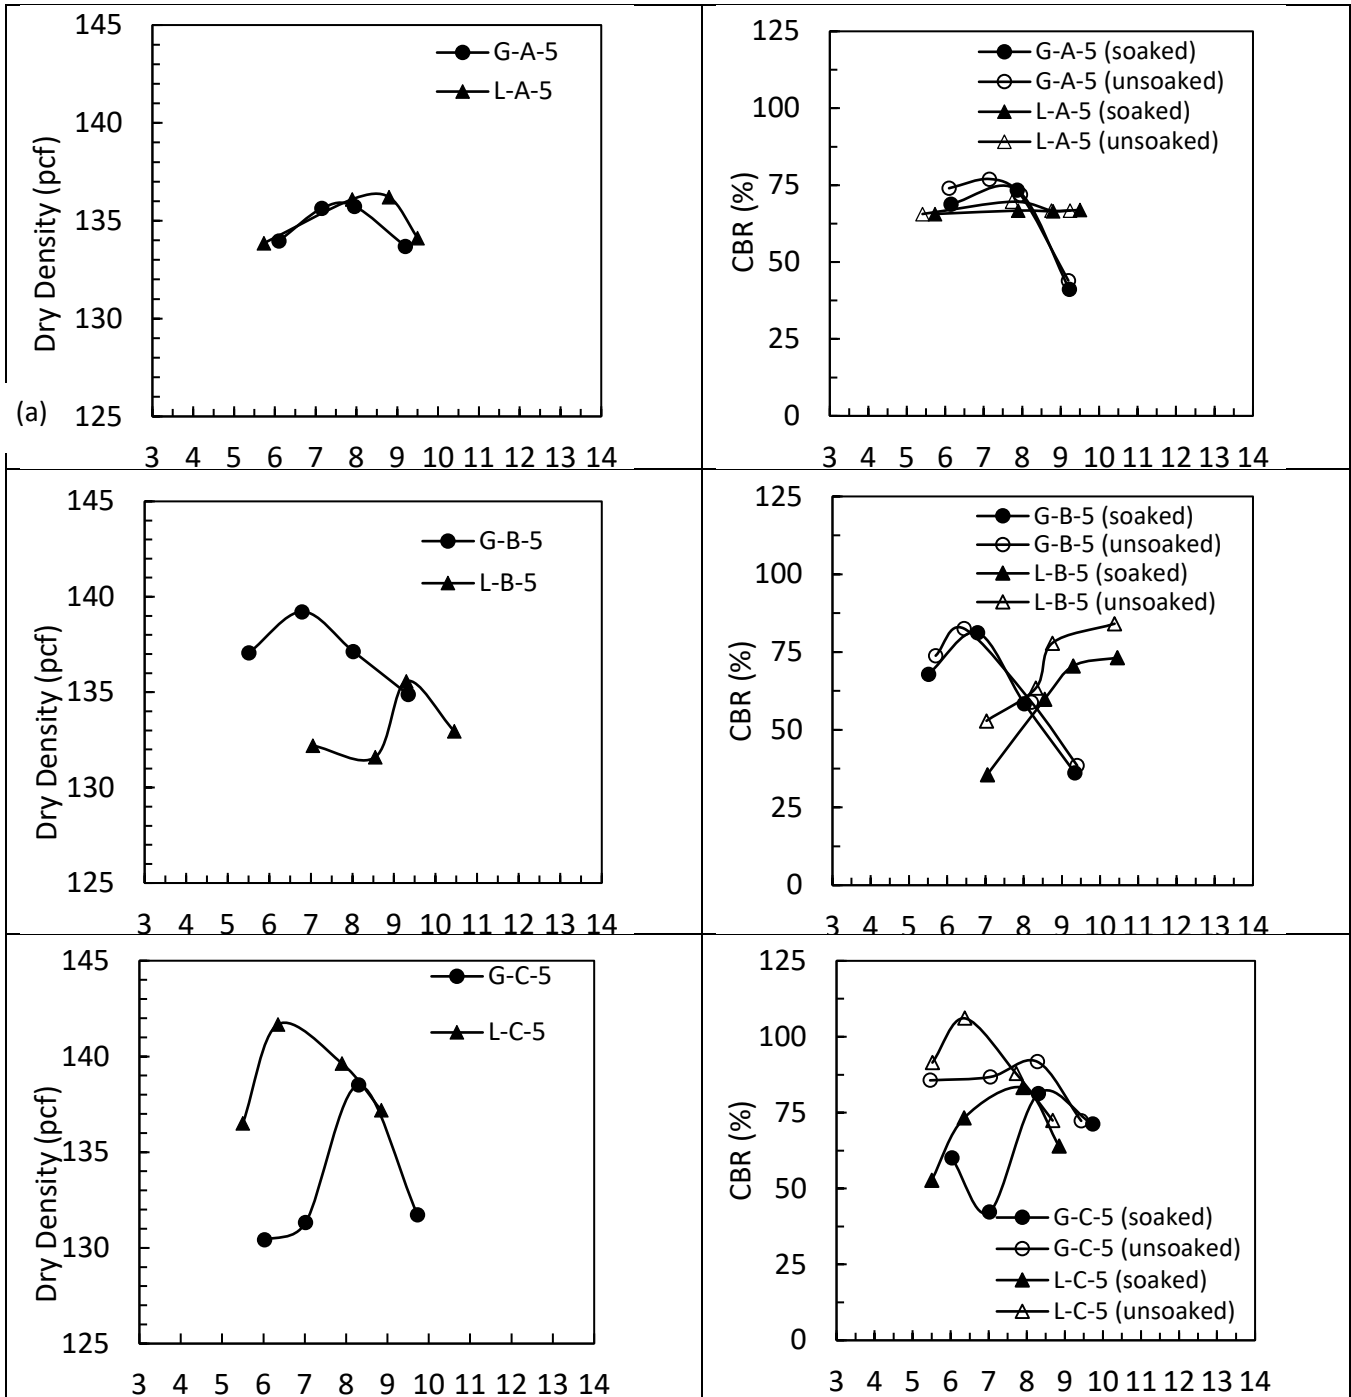 145
140
135
130
125
Dry Density (pcf)
G-A-5
L-A-5
(a)
3 4 5 6 7 8 9 10 11 12 13 14
125
100
75
50
25
0
CBR (%)
G-A-5 (soaked)
G-A-5 (unsoaked)
L-A-5 (soaked)
L-A-5 (unsoaked)
3 4 5 6 7 8 9 10 11 12 13 14
145
140
135
130
125
Dry Density (pcf)
G-B-5
L-B-5
3 4 5 6 7 8 9 10 11 12 13 14
125
100
75
50
25
0
CBR (%)
G-B-5 (soaked)
G-B-5 (unsoaked)
L-B-5 (soaked)
L-B-5 (unsoaked)
3 4 5 6 7 8 9 10 11 12 13 14
145
140
135
130
125
Dry Density (pcf)
G-C-5
L-C-5
3 4 5 6 7 8 9 10 11 12 13 14
125
100
75
50
25
0
CBR (%)
G-C-5 (soaked)
G-C-5 (unsoaked)
L-C-5 (soaked)
L-C-5 (unsoaked)
3 4 5 6 7 8 9 10 11 12 13 14